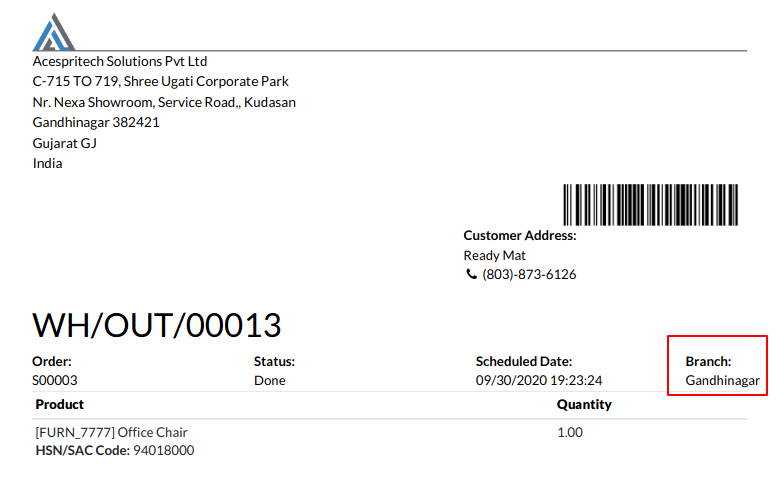 Acespritech Solutions Pvt Ltd
C-715 TO 719, Shree Ugati Corporate Park
Nr. Nexa Showroom, Service Road,, Kudasan
Gandhinagar 382421
Gujarat GJ
India
Customer Address:
Ready Mat
(803)-873-6126
WH/OUT/00013
Order: Status: Scheduled Date: Branch:
S00003 Done 09/30/2020 19:23:24 Gandhinagar
Product Quantity
[FURN_7777] Office Chair 1.00
HSN/SAC Code: 94018000